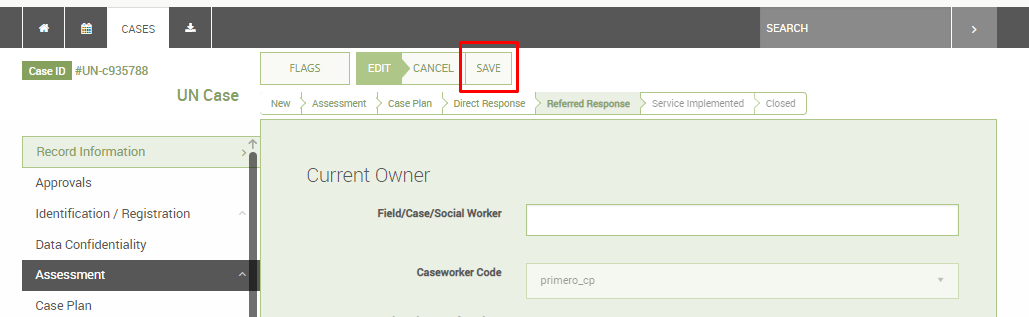 CASES
SEARCH
Case ID #UN-c935788
FLAGS
EDIT CANCEL SAVE
UN Case
New Assessment Case Plan Direct Response Referred Response Service Implemented Closed
Record Information
Approvals
Identification / Registration
Data Confidentiality
Assessment
Case Plan
Current Owner
Field/Case/Social Worker
Caseworker Code
primero_cp